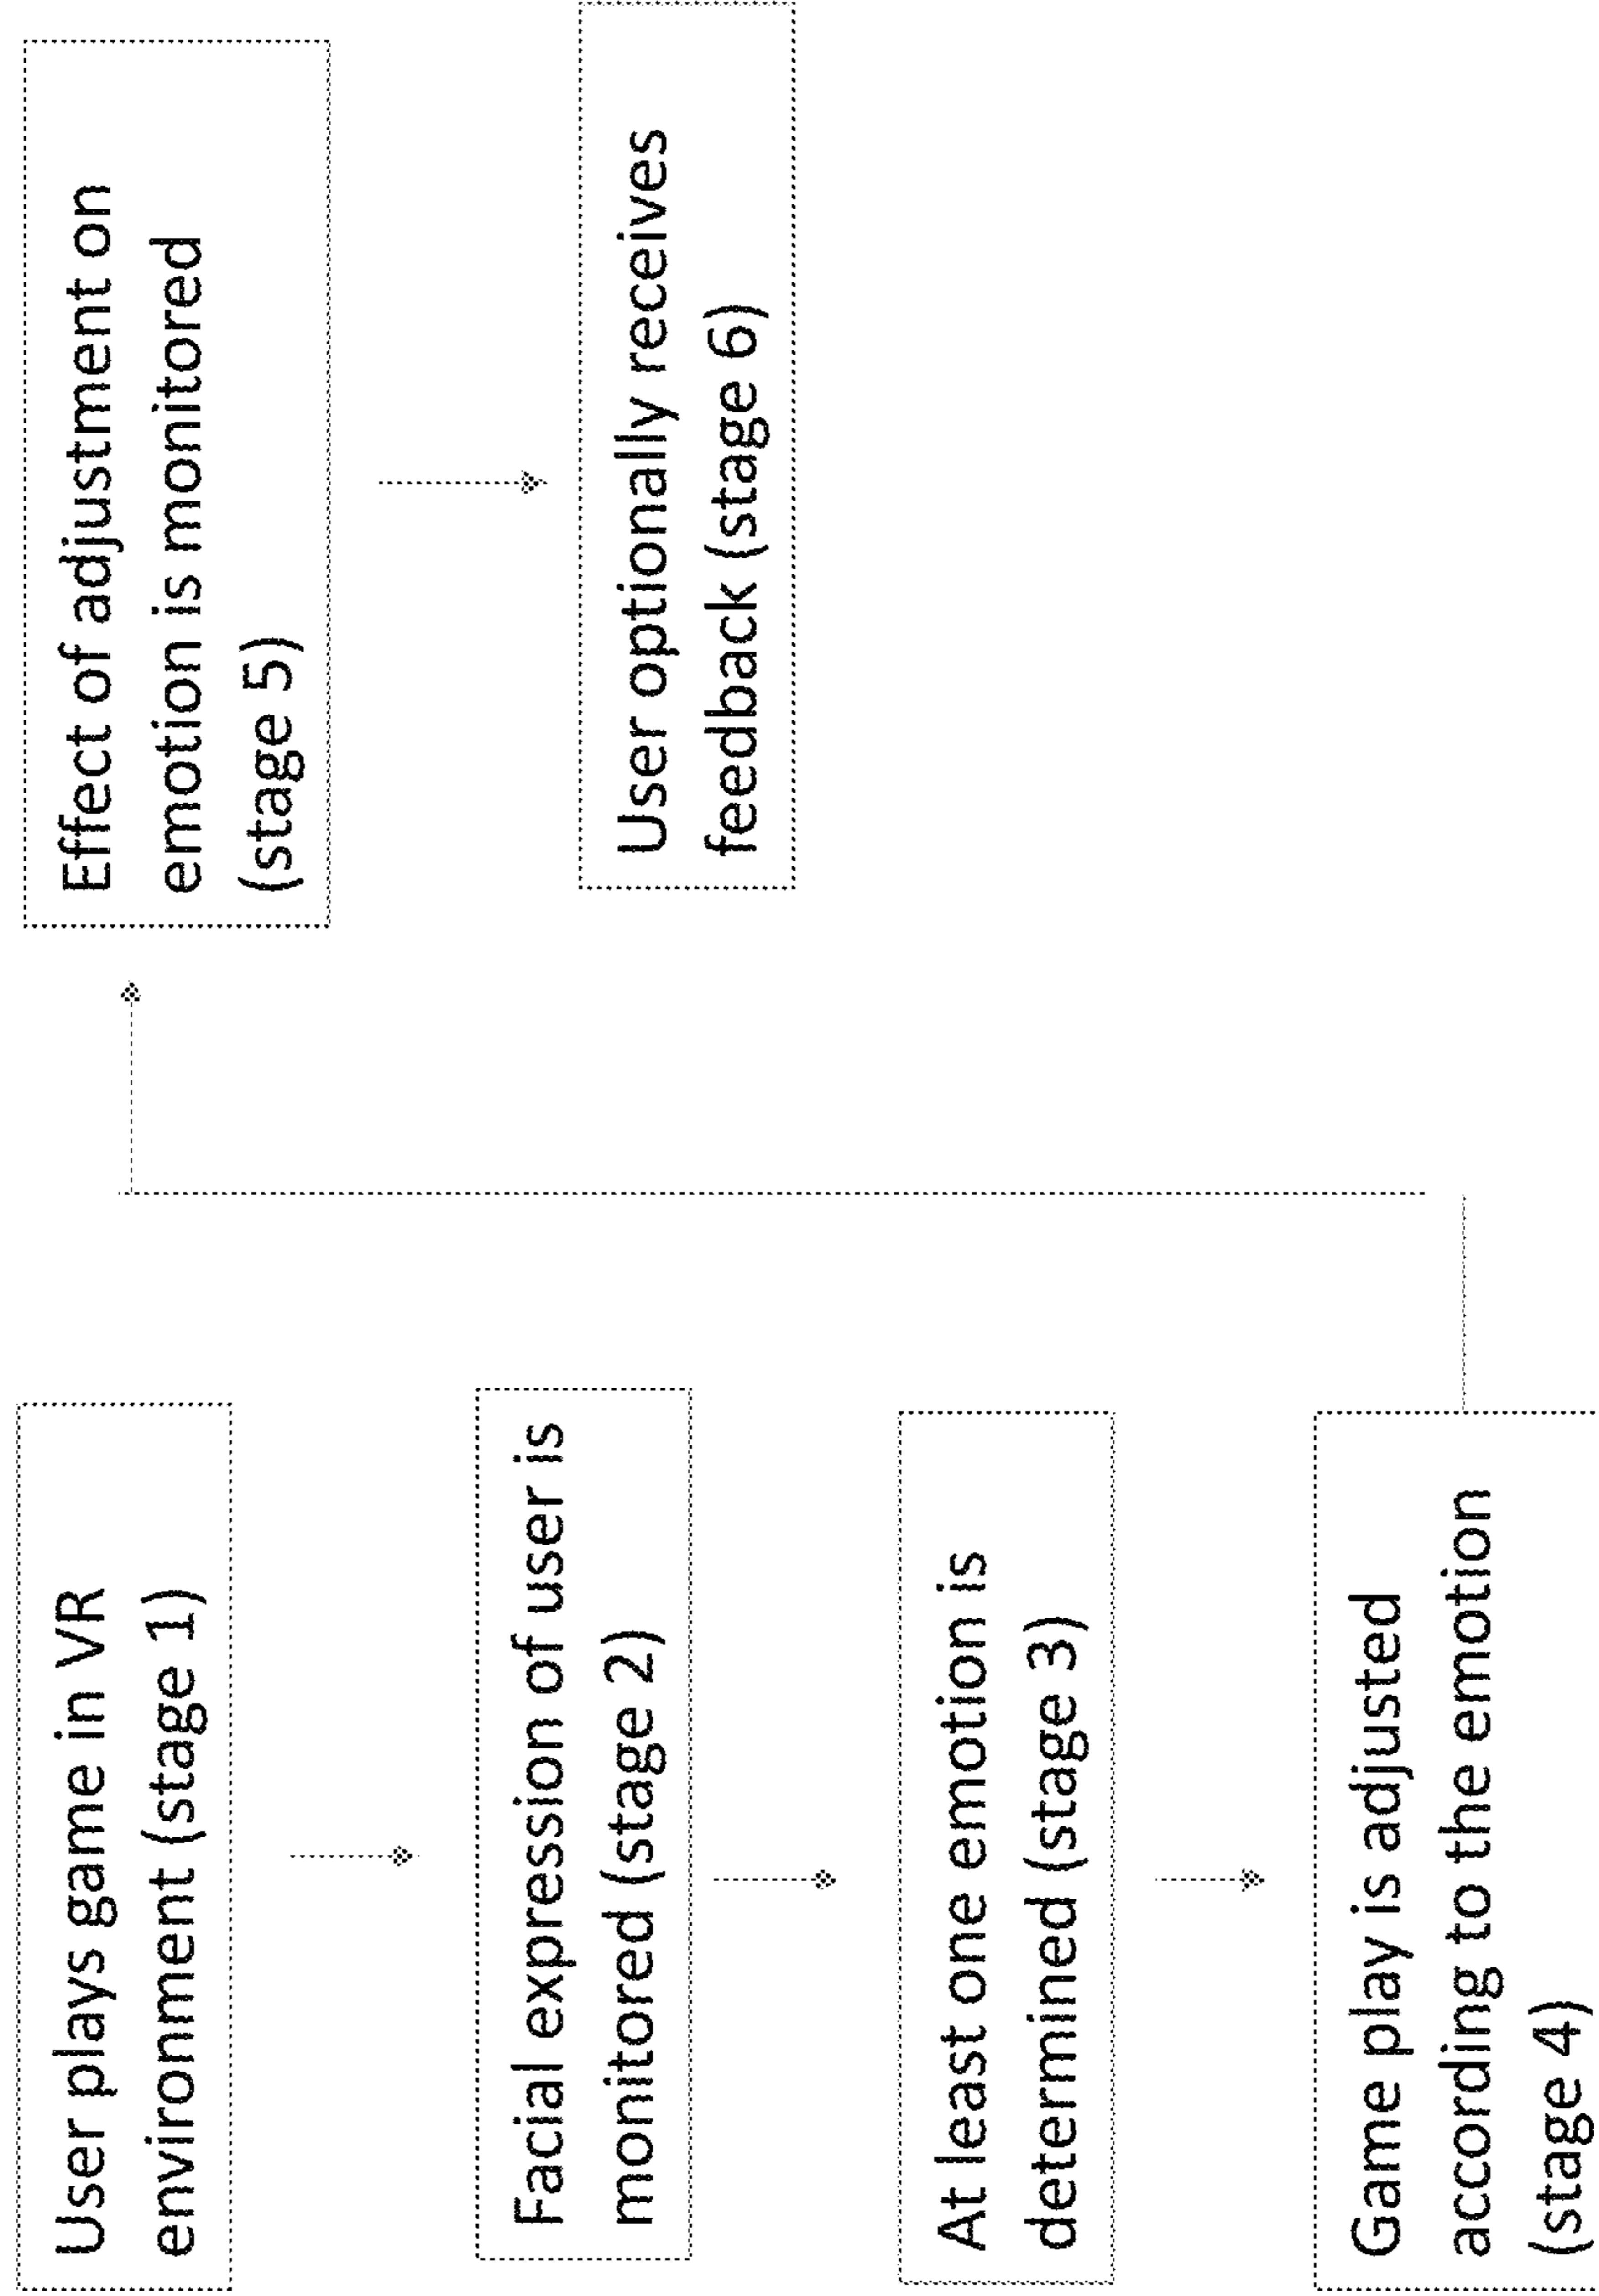 User plays game in VR
environment (stage 1)
Facial expression of user is
monitored (stage 2)
At least one emotion is
determined (stage 3)
Game play is adjusted
according to the emotion
(stage 4)
Effect of adjustment on
emotion is monitored
(stage 5)
User optionally receives
feedback (stage 6)